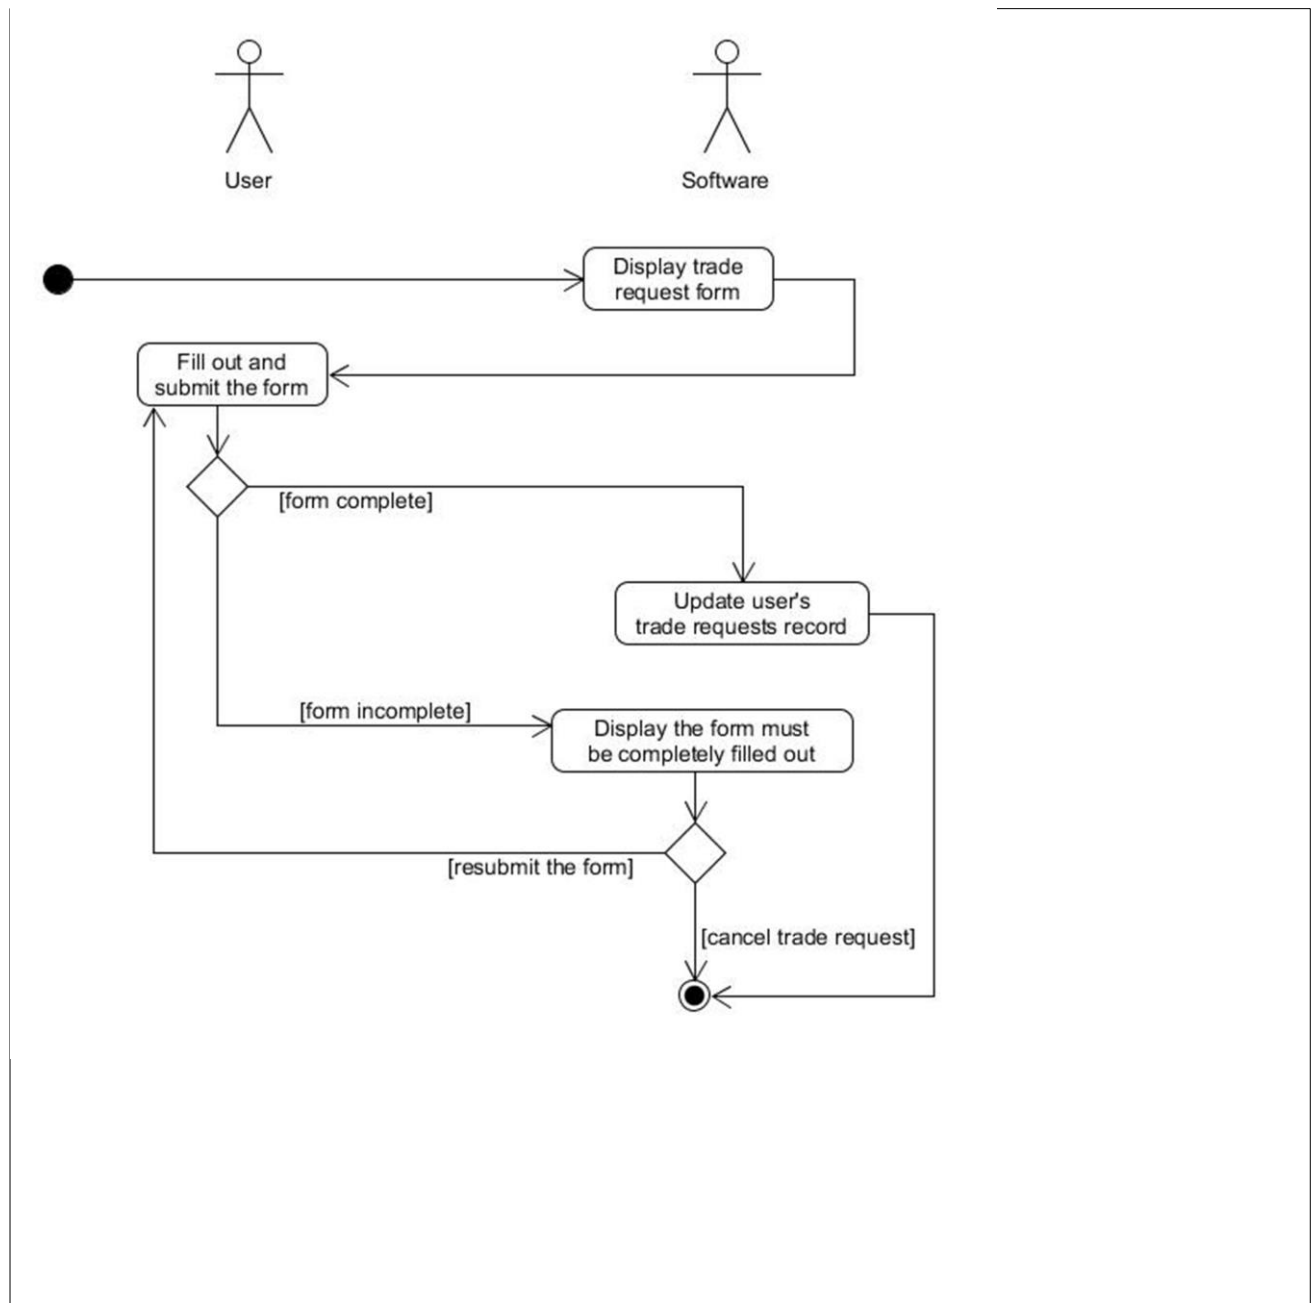 User
Software
Display trade
request form
Fill out and
submit the form
[form complete]
Update user's
trade requests record
[form incomplete]
Display the form must
be completely filled out
[resubmit the form]
[cancel trade request]